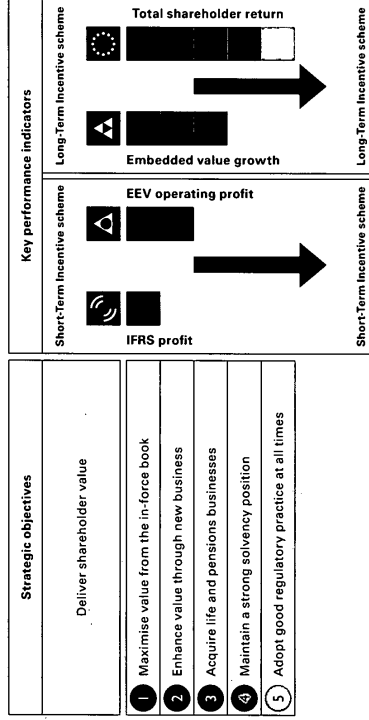 Strategic objectives
Deliver shareholder value
1 Maximise value from the in-force book
2 Enhance value through new business
3 Acquire life and pensions businesses
4 Maintain a strong solvency position
5 Adopt good regulatory practice at all times
Key performance indicators
Short-Term Incentive scheme
Long-Term Incentive scheme
IFRS profit
EEV operating profit
Embedded value growth
Total shareholder return
Short-Term Incentive scheme
Long-Term Incentive scheme